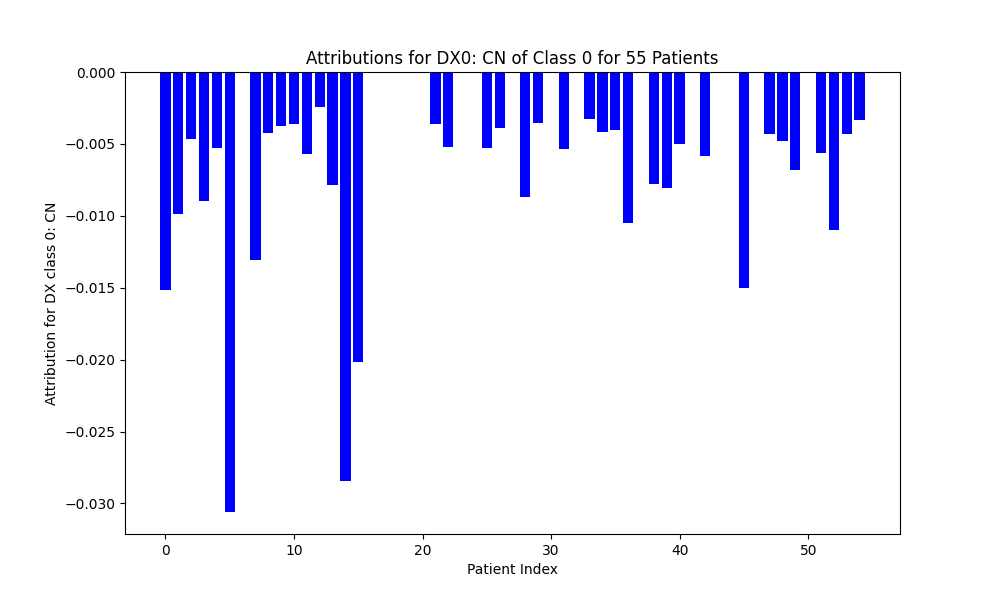 Attributions for DX0: CN of Class 0 for 55 Patients
Attribution for DX class 0: CN
0.000
−0.005
−0.010
−0.015
−0.020
−0.025
−0.030
0 10 20 30 40 50
Patient Index